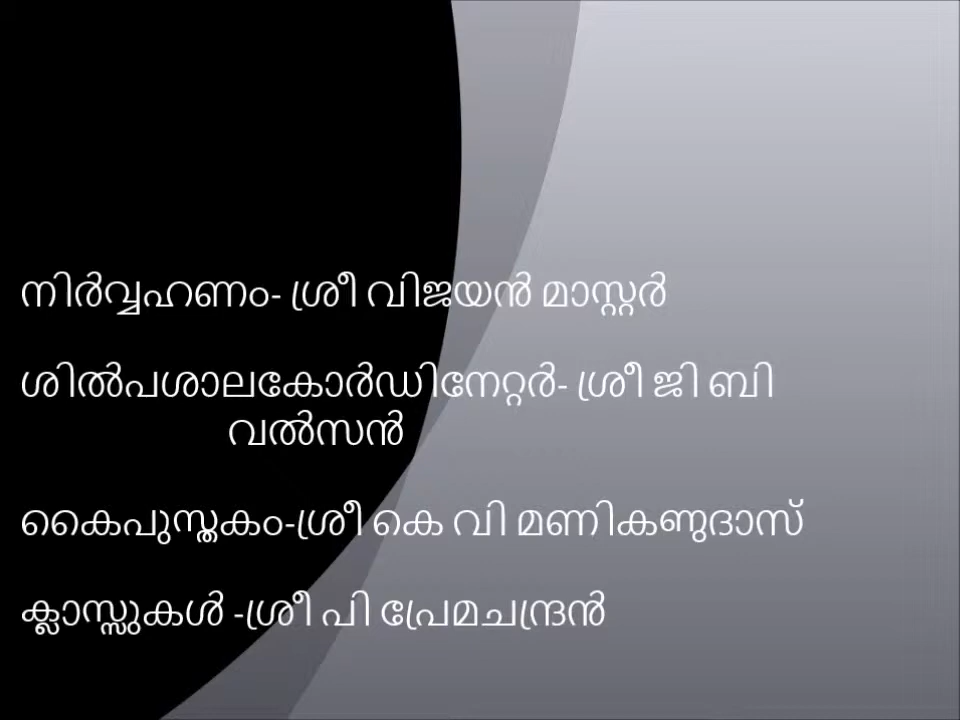 നിർവ്വഹണം- ശ്രീ വിജയൻ മാസ്റ്റർ
ശിൽപശാലകോർഡിനേറ്റർ- ശ്രീ ജി ബി
വൽസൻ
കൈപുസ്തകം-ശ്രീ കെ വി മണികണ്ഠദാസ്
ക്ലാസ്സുകൾ -ശ്രീ പി പ്രേമചന്ദ്രൻ